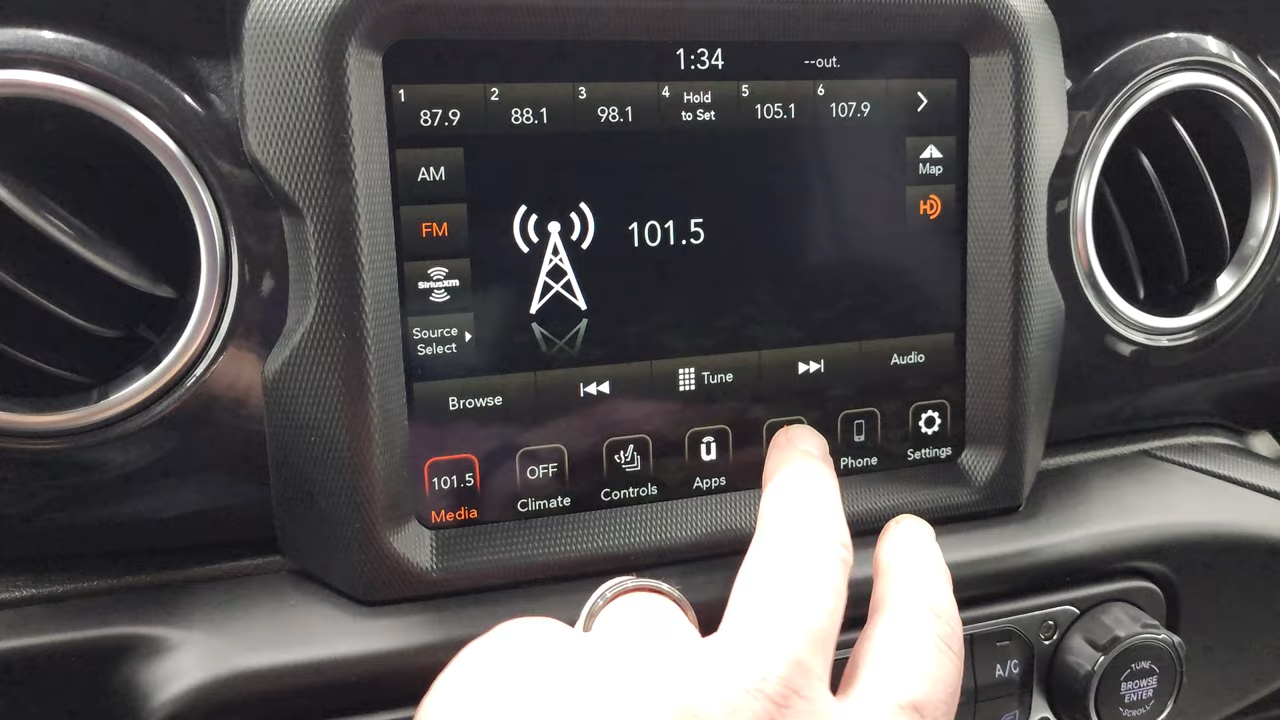 1:34
--out.
1 87.9
2 88.1
3 98.1
4 Hold
to Set
5 105.1
6 107.9
AM
Map
FM
HD
101.5
SiriusXM
Source
Select
Browse
Tune
Audio
101.5
Media
OFF
Climate
Controls
Apps
Phone
Settings
A/C
TUNE
BROWSE
ENTER
SCROLL